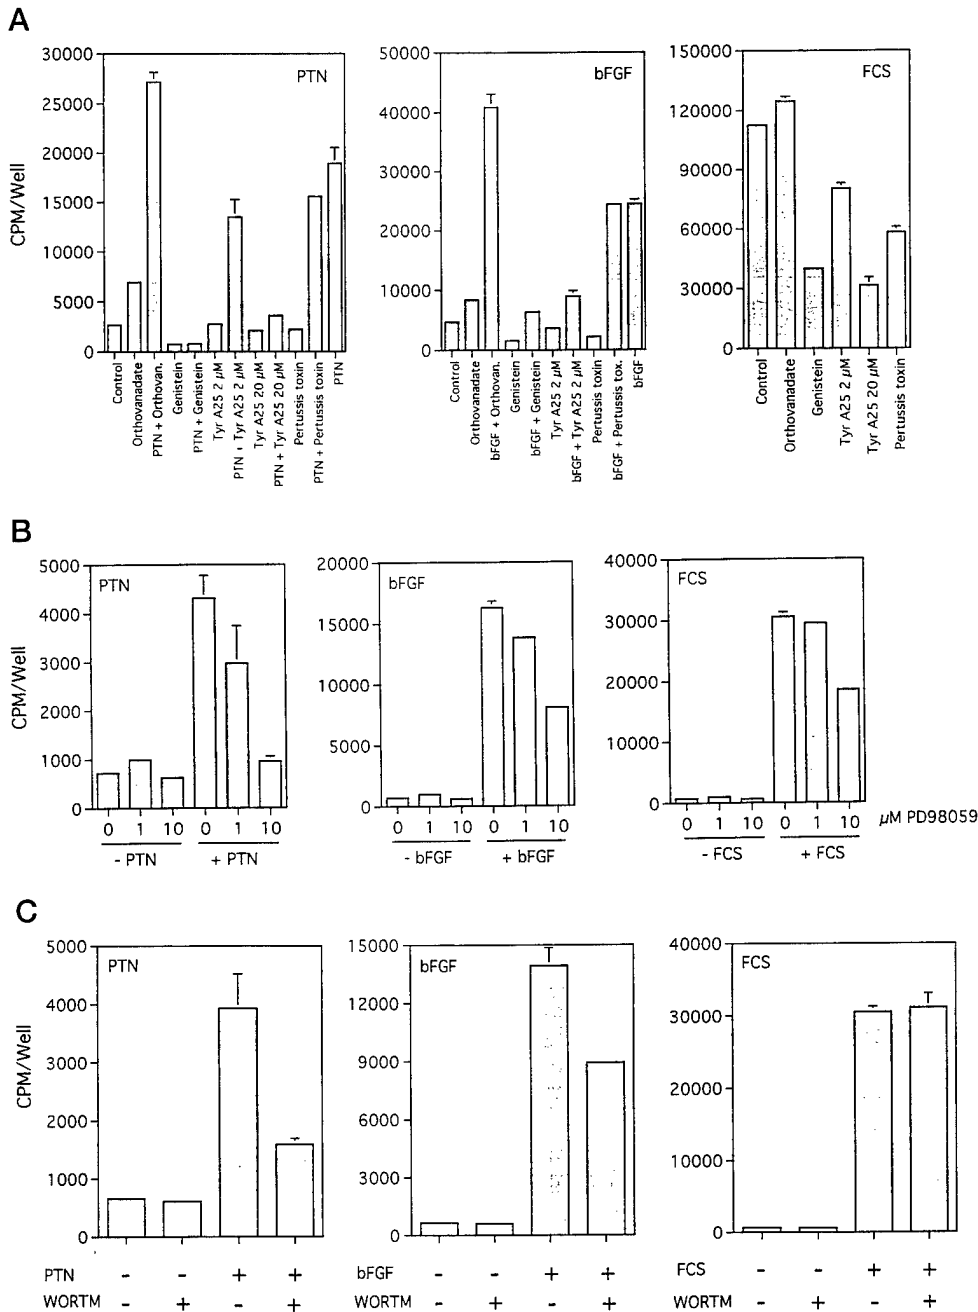 A
PTN
30000
25000
20000
15000
10000
5000
0
CPM/Well
Control
Orthovanadate
PTN + Orthovan.
Genistein
PTN + Genistein
Tyr A25 2 µM
PTN + Tyr A25 2 µM
Tyr A25 20 µM
PTN + Tyr A25 20 µM
Pertussis toxin
PTN + Pertussis toxin
PTN
bFGF
50000
40000
30000
20000
10000
0
Control
Orthovanadate
bFGF + Orthovan.
Genistein
bFGF + Genistein
Tyr A25 2 µM
bFGF + Tyr A25 2 µM
Pertussis toxin
bFGF + Pertussis tox.
bFGF
FCS
150000
120000
90000
60000
30000
0
Control
Orthovanadate
Genistein
Tyr A25 2 µM
Tyr A25 20 µM
Pertussis toxin
B
PTN
5000
4000
3000
2000
1000
0
CPM/Well
0 1 10 0 1 10
- PTN + PTN
bFGF
20000
15000
10000
5000
0
0 1 10 0 1 10
- bFGF + bFGF
FCS
40000
30000
20000
10000
0
0 1 10 0 1 10 µM PD98059
- FCS + FCS
C
PTN
5000
4000
3000
2000
1000
0
CPM/Well
PTN - - + +
WORTM - + - +
bFGF
15000
12000
9000
6000
3000
0
bFGF - - + +
WORTM - + - +
FCS
40000
30000
20000
10000
0
FCS - - + +
WORTM - + - +